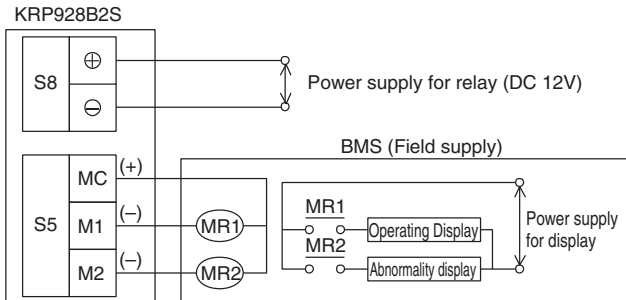 KRP928B2S
S8
⊕
⊖
Power supply for relay (DC 12V)
BMS (Field supply)
S5
MC
(+)
M1
(–)
MR1
M2
(–)
MR2
MR1
Operating Display
MR2
Abnormality display
Power supply
for display